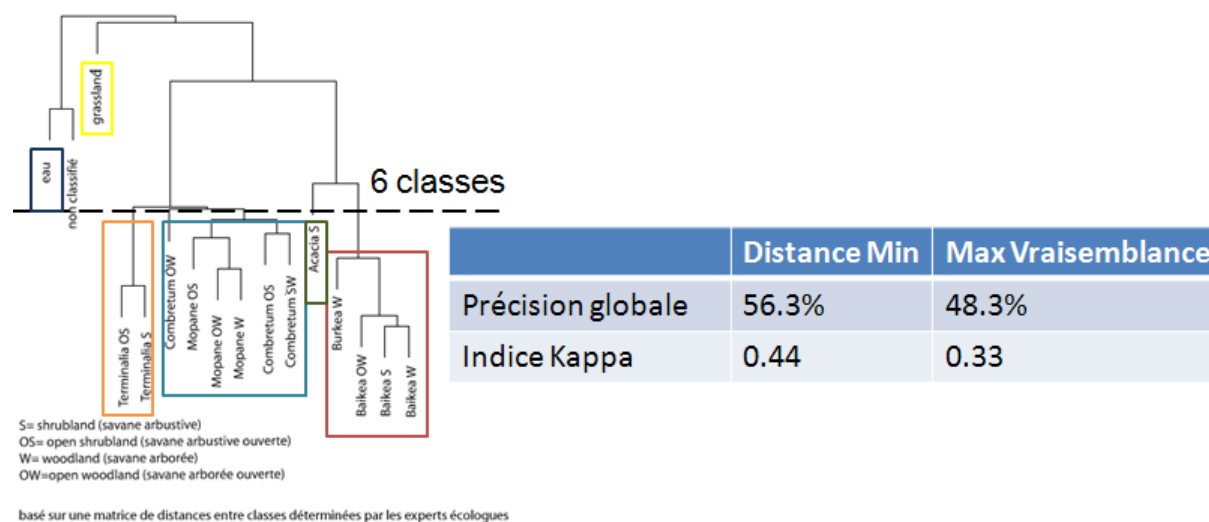 grassland
eau
non classifié
6 classes
Terminalia OS
Terminalia S
Combretum OW
Mopane OS
Mopane OW
Mopane W
Combretum OS
Combretum SW
Acacia S
Burkea W
Baikea OW
Baikea S
Baikea W
Distance Min Max Vraisemblance
Précision globale 56.3% 48.3%
Indice Kappa 0.44 0.33
S= shrubland (savane arbustive)
OS= open shrubland (savane arbustive ouverte)
W= woodland (savane arborée)
OW=open woodland (savane arborée ouverte)
basé sur une matrice de distances entre classes déterminées par les experts écologues